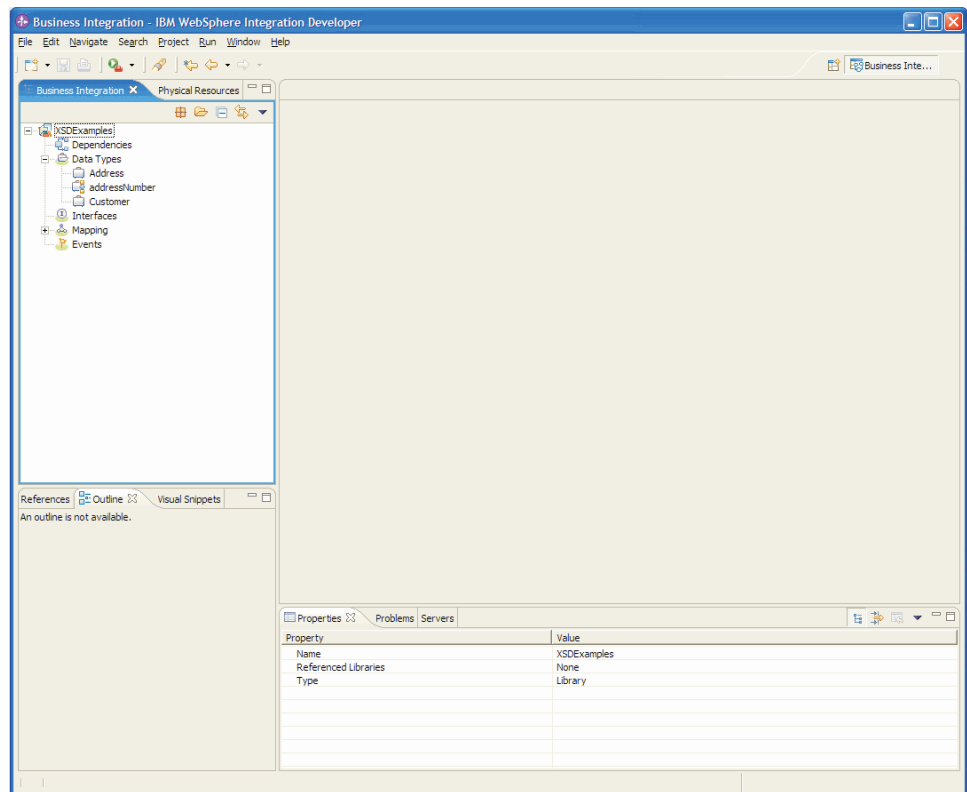 Business Integration - IBM WebSphere Integration Developer
File Edit Navigate Search Project Run Window Help
Business Inte...
Business Integration Physical Resources
XSDExamples
Dependencies
Data Types
Address
addressNumber
Customer
Interfaces
Mapping
Events
References Outline Visual Snippets
An outline is not available.
Properties Problems Servers
Property Value
Name XSDExamples
Referenced Libraries None
Type Library